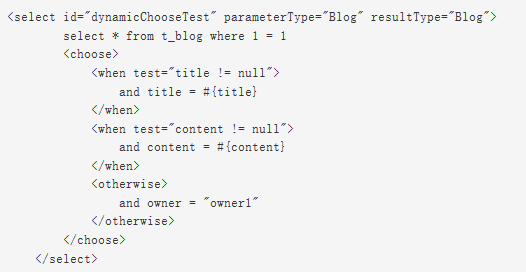 <select id="dynamicChooseTest" parameterType="Blog" resultType="Blog">
select * from t_blog where 1 = 1
<choose>
<when test="title != null">
and title = #{title}
</when>
<when test="content != null">
and content = #{content}
</when>
<otherwise>
and owner = "owner1"
</otherwise>
</choose>
</select>